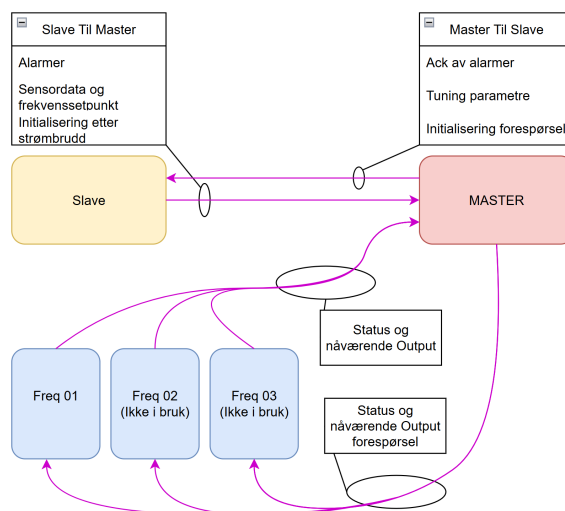 Slave Til Master
Alarmer
Sensordata og
frekvenssetpunkt
Initialisering etter
strømbrudd
Master Til Slave
Ack av alarmer
Tuning parametre
Initialisering forespørsel
Slave
MASTER
Status og
nåværende Output
Freq 01
Freq 02
(Ikke i bruk)
Freq 03
(Ikke i bruk)
Status og
nåværende Output
forespørsel